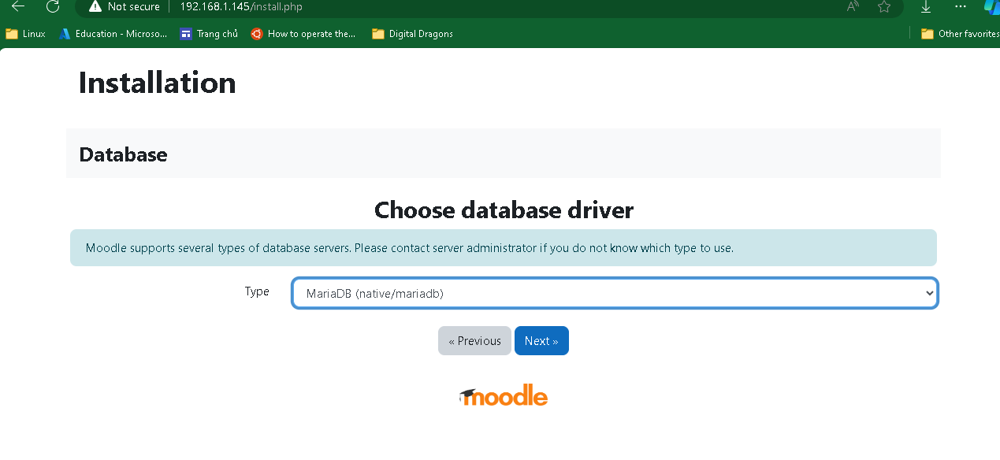 Not secure 192.168.1.145/install.php
Linux Education - Microso... Trang chủ How to operate the... Digital Dragons Other favorites
Installation
Database
Choose database driver
Moodle supports several types of database servers. Please contact server administrator if you do not know which type to use.
Type MariaDB (native/mariadb)
« Previous Next »
moodle